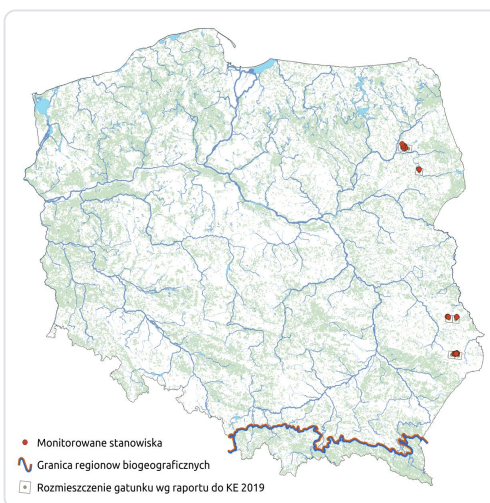 Monitorowane stanowiska
Granica regionow biogeograficznych
Rozmieszczenie gatunku wg raportu do KE 2019